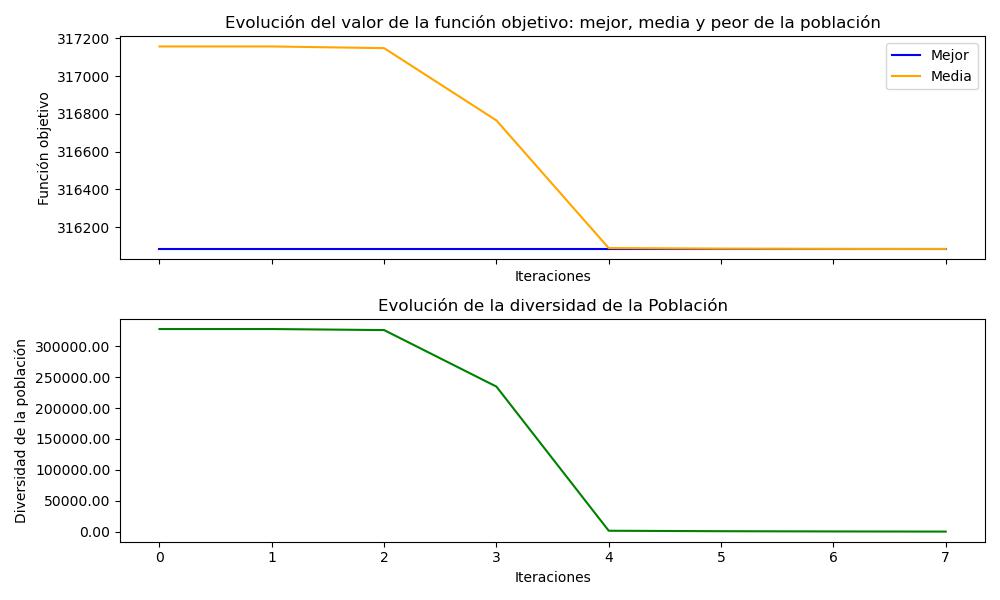 Evolución del valor de la función objetivo: mejor, media y peor de la población
317200
317000
316800
316600
316400
316200
Función objetivo
Mejor
Media
Iteraciones
Evolución de la diversidad de la Población
300000.00
250000.00
200000.00
150000.00
100000.00
50000.00
0.00
Diversidad de la población
0 1 2 3 4 5 6 7
Iteraciones